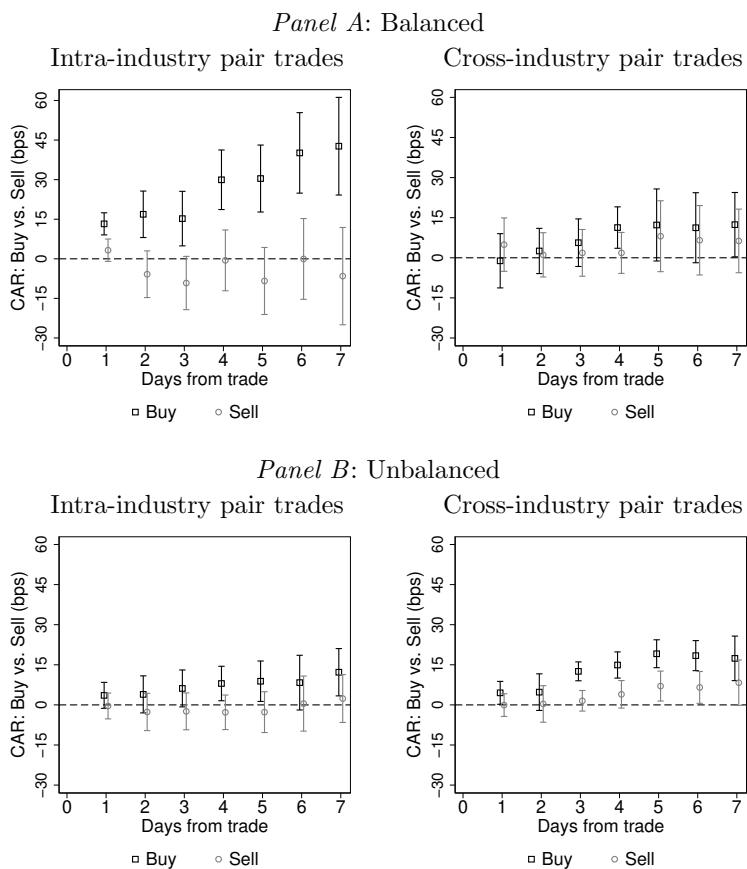 Panel A: Balanced
Intra-industry pair trades
CAR: Buy vs. Sell (bps)
60
45
30
15
0
−15
−30
0 1 2 3 4 5 6 7
Days from trade
Buy Sell
Cross-industry pair trades
CAR: Buy vs. Sell (bps)
60
45
30
15
0
−15
−30
0 1 2 3 4 5 6 7
Days from trade
Buy Sell
Panel B: Unbalanced
Intra-industry pair trades
CAR: Buy vs. Sell (bps)
60
45
30
15
0
−15
−30
0 1 2 3 4 5 6 7
Days from trade
Buy Sell
Cross-industry pair trades
CAR: Buy vs. Sell (bps)
60
45
30
15
0
−15
−30
0 1 2 3 4 5 6 7
Days from trade
Buy Sell